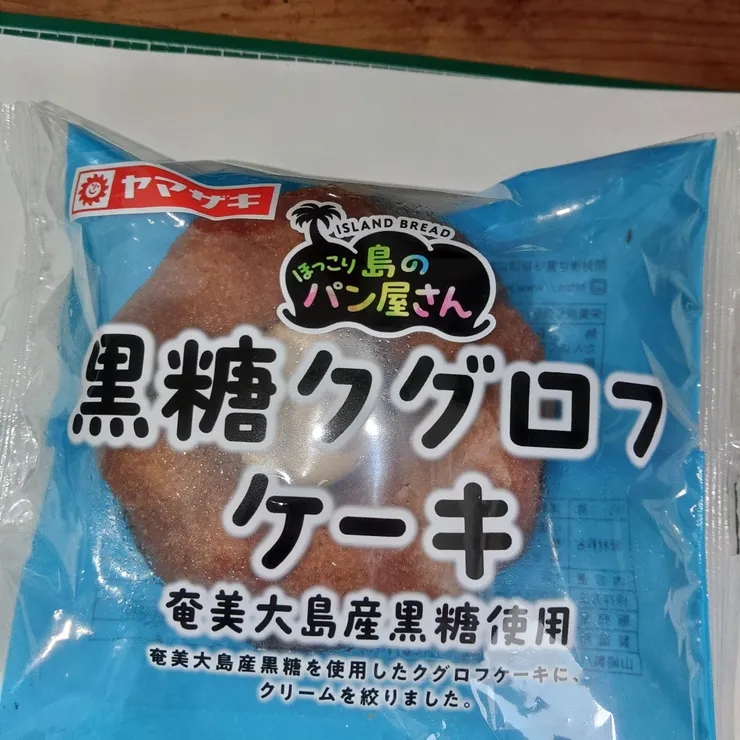 ヤマザキ
ISLAND BREAD
ほっこり島の
パン屋さん
黒糖クグロフ
ケーキ
奄美大島産黒糖使用
奄美大島産黒糖を使用したクグロフケーキに、
クリームを絞りました。